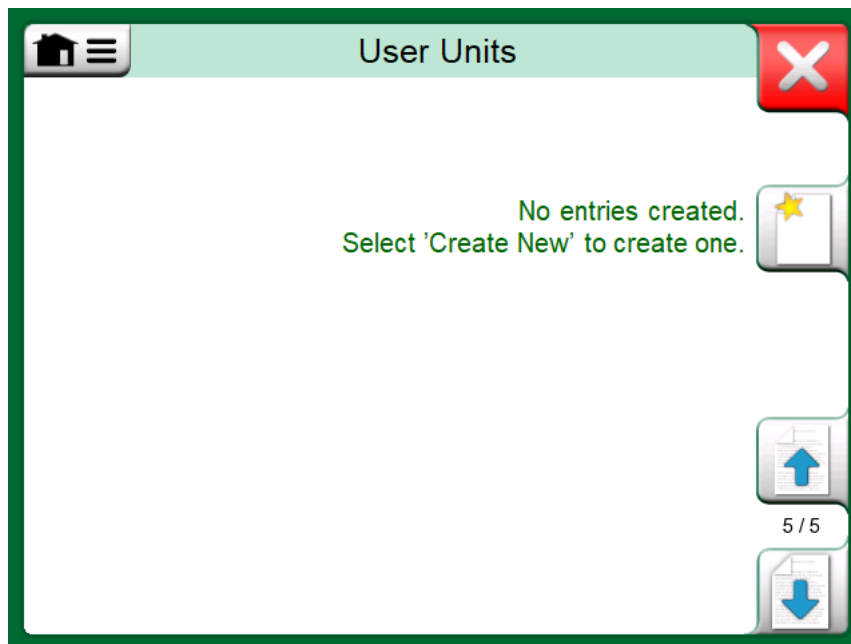 User Units
No entries created.
Select ’Create New’ to create one.
5 / 5